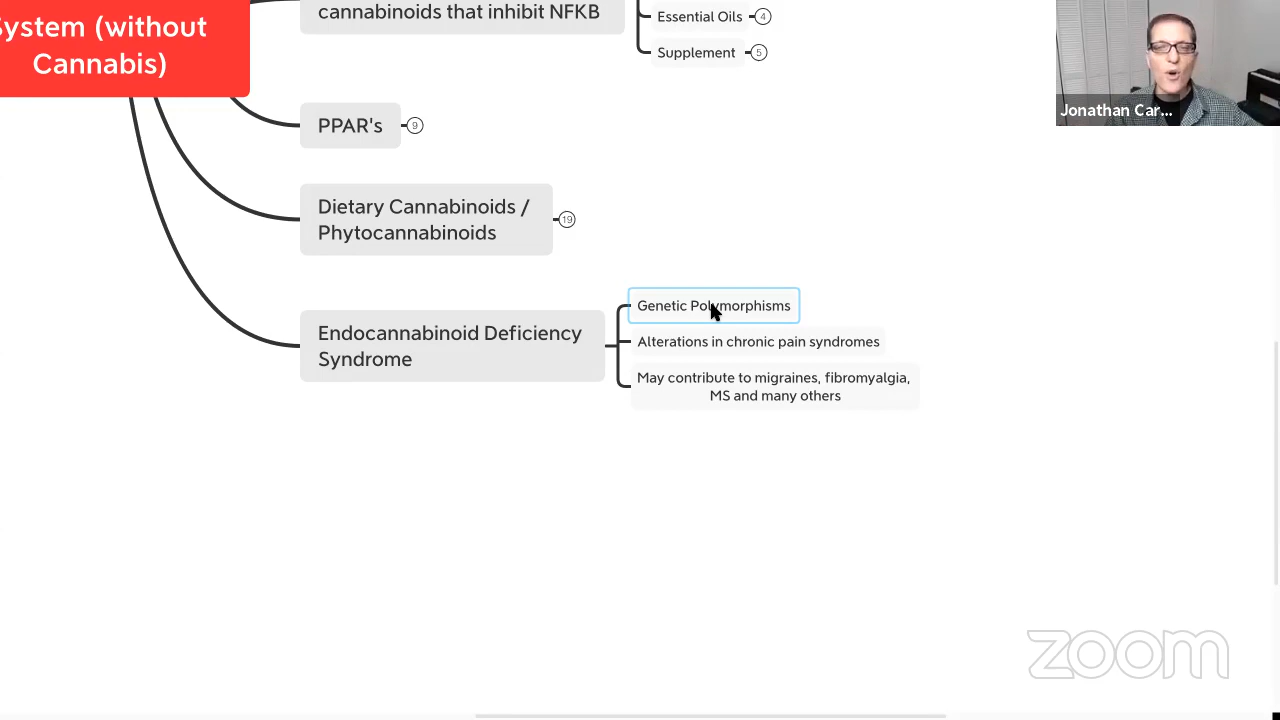 System (without
Cannabis)
cannabinoids that inhibit NFKB
Essential Oils 4
Supplement 5
Jonathan Car...
PPAR's 9
Dietary Cannabinoids /
Phytocannabinoids
19
Endocannabinoid Deficiency
Syndrome
Genetic Polymorphisms
Alterations in chronic pain syndromes
May contribute to migraines, fibromyalgia,
MS and many others
zoom